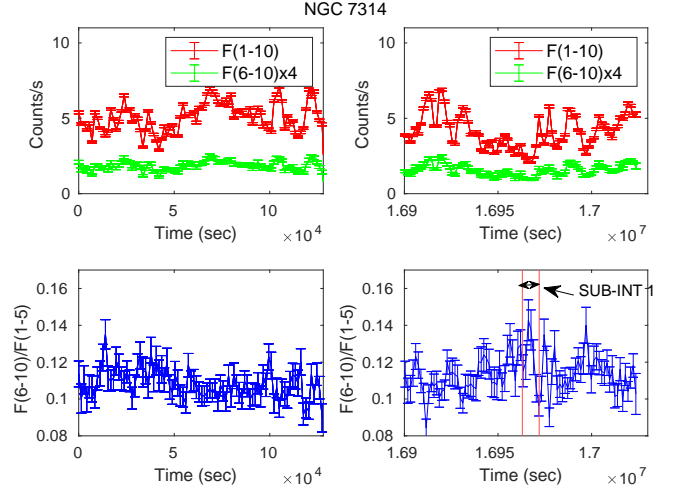 NGC 7314
10
5
0
Counts/s
F(1-10)
F(6-10)x4
0 5 10
Time (sec)
× 10^4
10
5
0
Counts/s
F(1-10)
F(6-10)x4
1.69 1.695 1.7
Time (sec)
× 10^7
0.16
0.14
0.12
0.1
0.08
F(6-10)/F(1-5)
0 5 10
Time (sec)
× 10^4
0.16
0.14
0.12
0.1
0.08
F(6-10)/F(1-5)
SUB-INT 1
1.69 1.695 1.7
Time (sec)
× 10^7